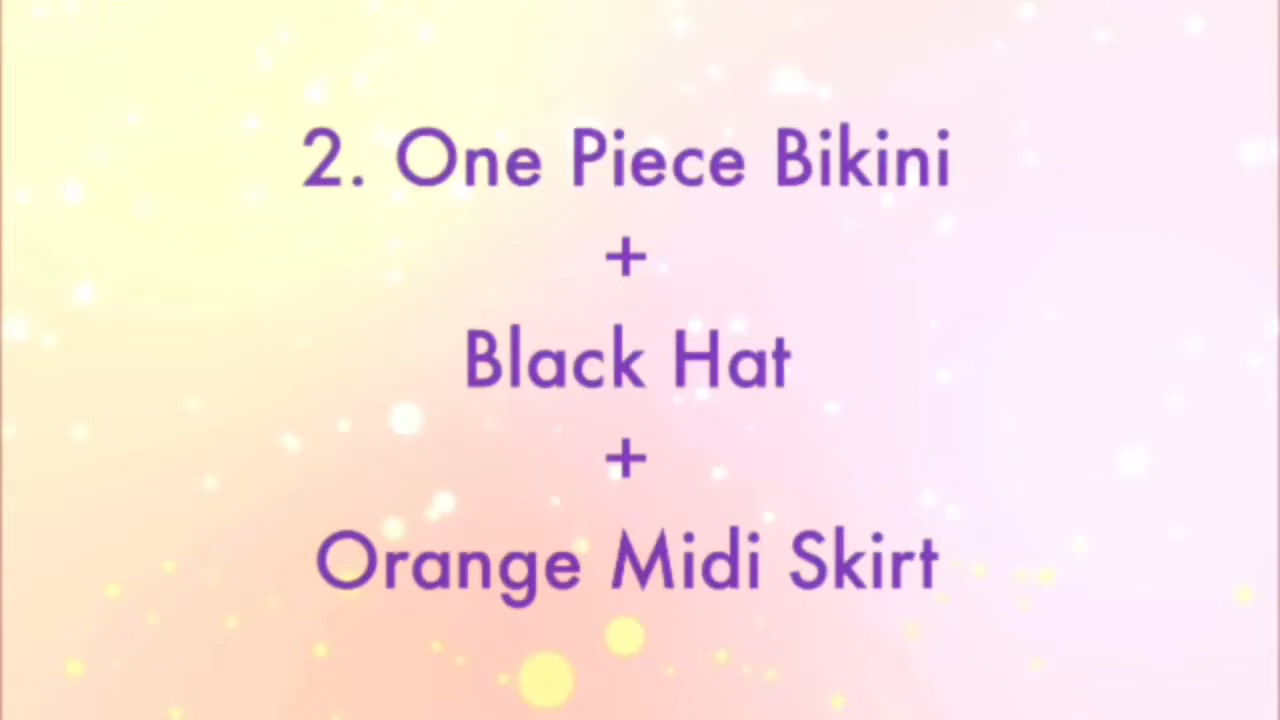 2. One Piece Bikini
+
Black Hat
+
Orange Midi Skirt